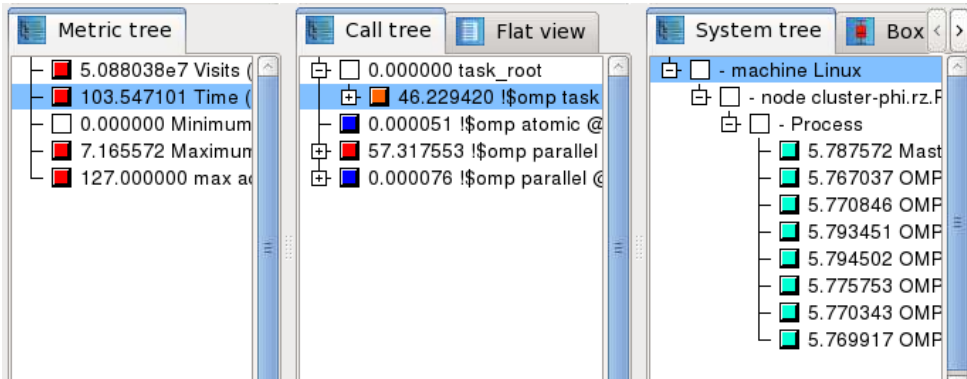 Metric tree
5.088038e7 Visits (
103.547101 Time (
0.000000 Minimum
7.165572 Maximum
127.000000 max a
Call tree
Flat view
0.000000 task_root
46.229420 !$omp task
0.000051 !$omp atomic @
57.317553 !$omp parallel
0.000076 !$omp parallel @
System tree
Box
- machine Linux
- node cluster-phi.rz.
- Process
5.787572 Mast
5.767037 OMP
5.770846 OMP
5.793451 OMP
5.794502 OMP
5.775753 OMP
5.770343 OMP
5.769917 OMP